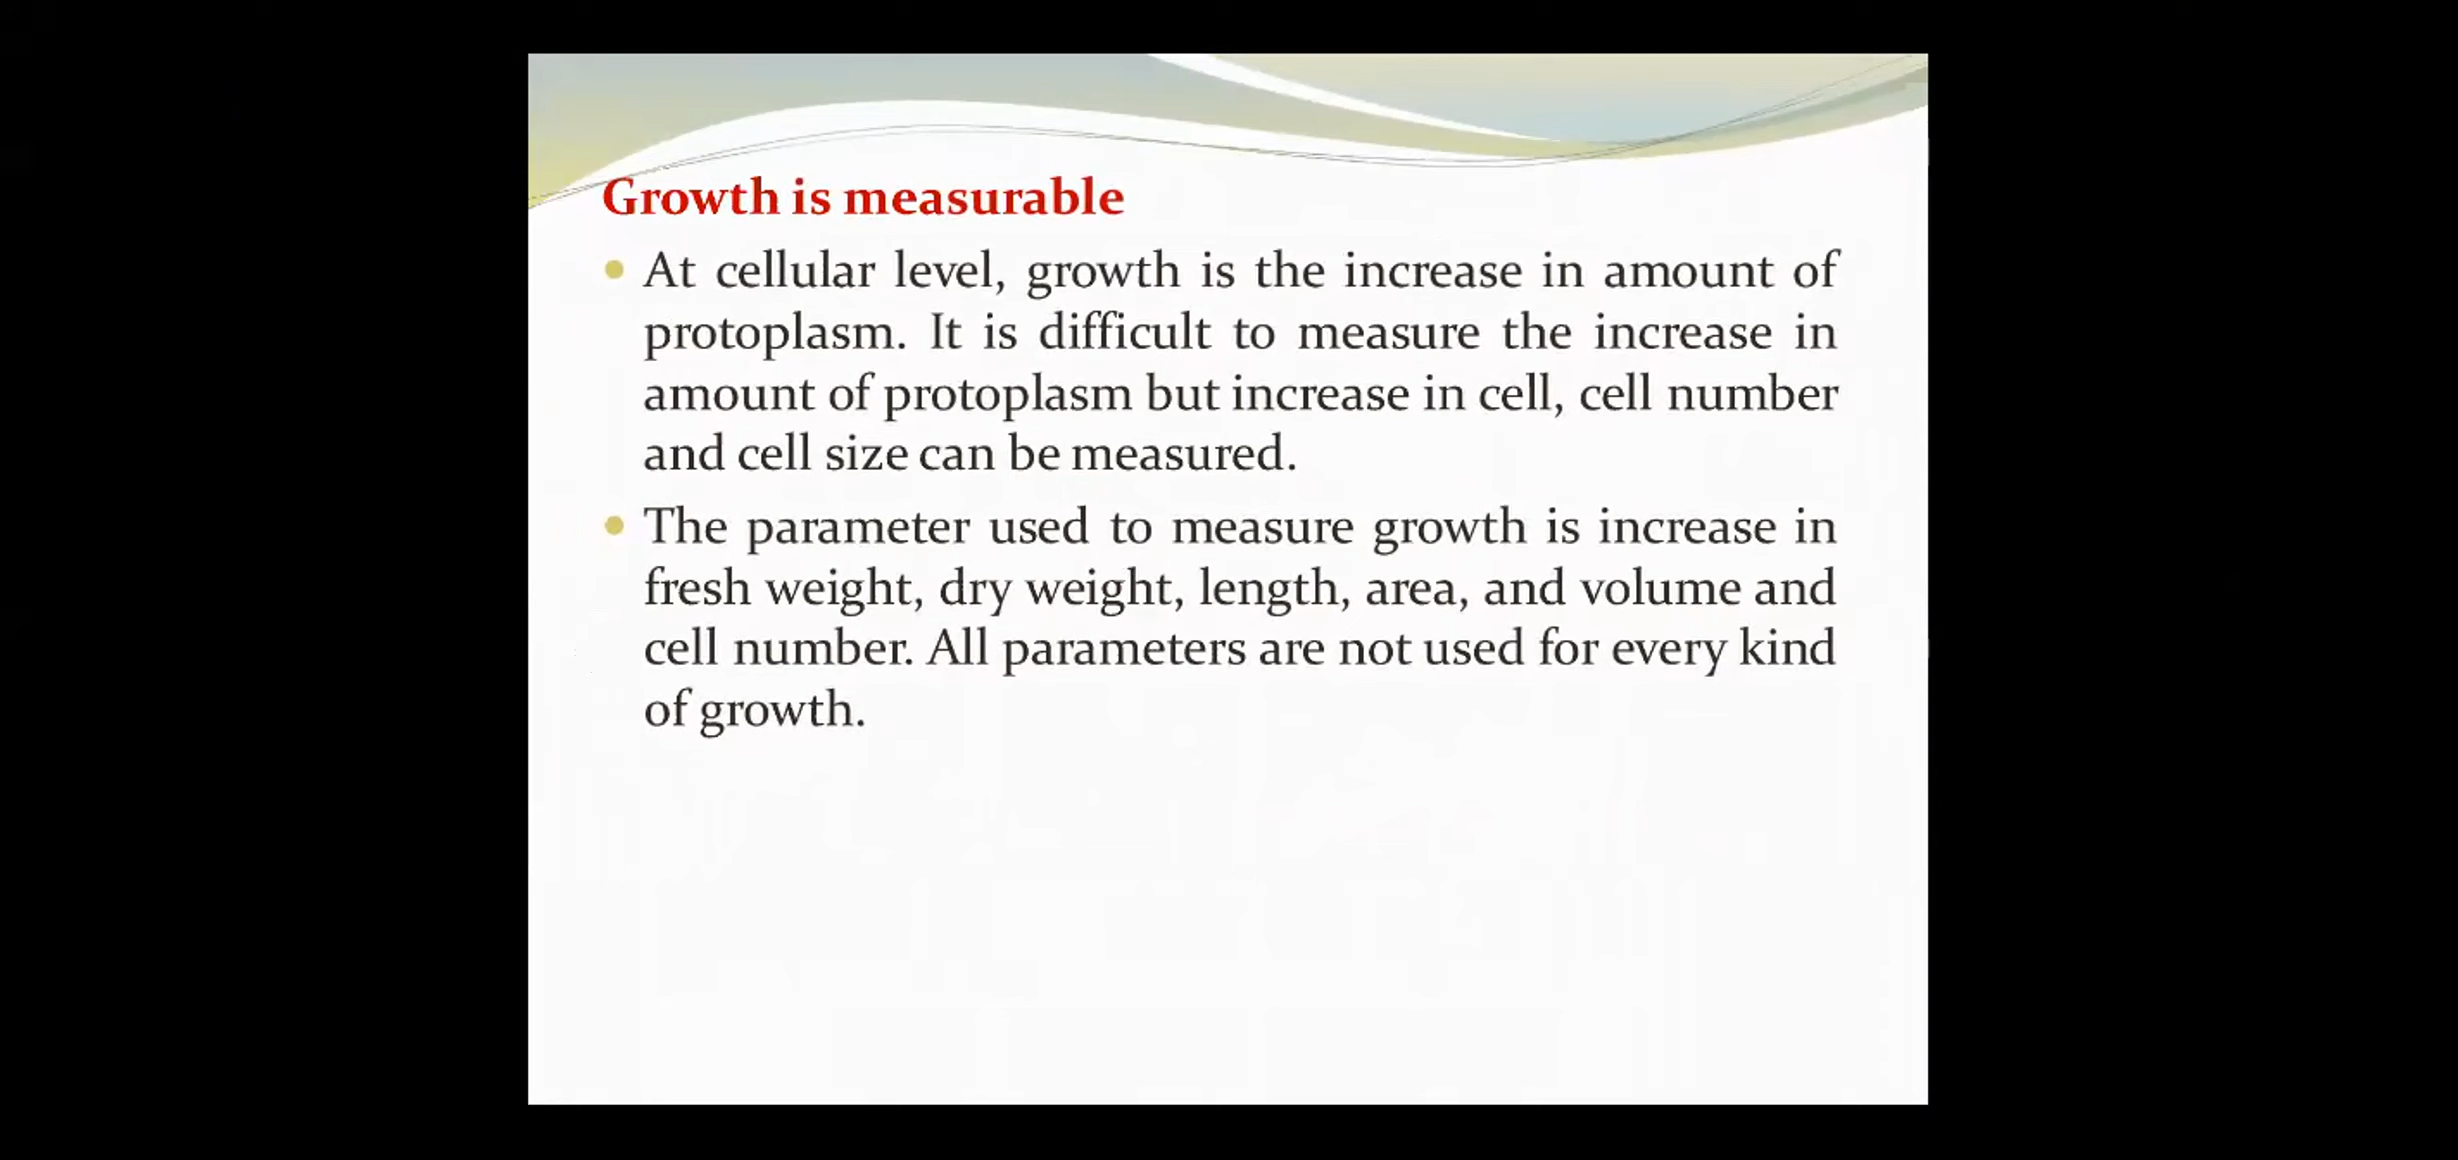 Growth is measurable
At cellular level, growth is the increase in amount of
protoplasm. It is difficult to measure the increase in
amount of protoplasm but increase in cell, cell number
and cell size can be measured.
The parameter used to measure growth is increase in
fresh weight, dry weight, length, area, and volume and
cell number. All parameters are not used for every kind
of growth.